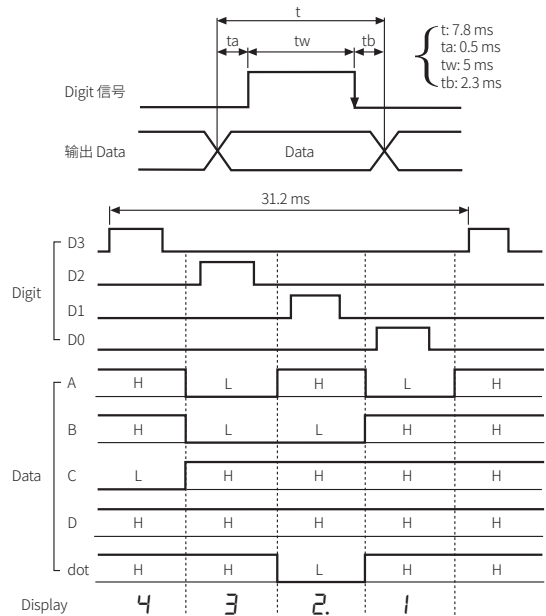 t
ta tw tb
t: 7.8 ms
ta: 0.5 ms
tw: 5 ms
tb: 2.3 ms
Digit 信号
输出 Data Data
31.2 ms
Digit
D3
D2
D1
D0
Data
A H L H L H
B H L L H H
C L H H H H
D H H H H H
dot H H L H H
Display 4 3 2. 1